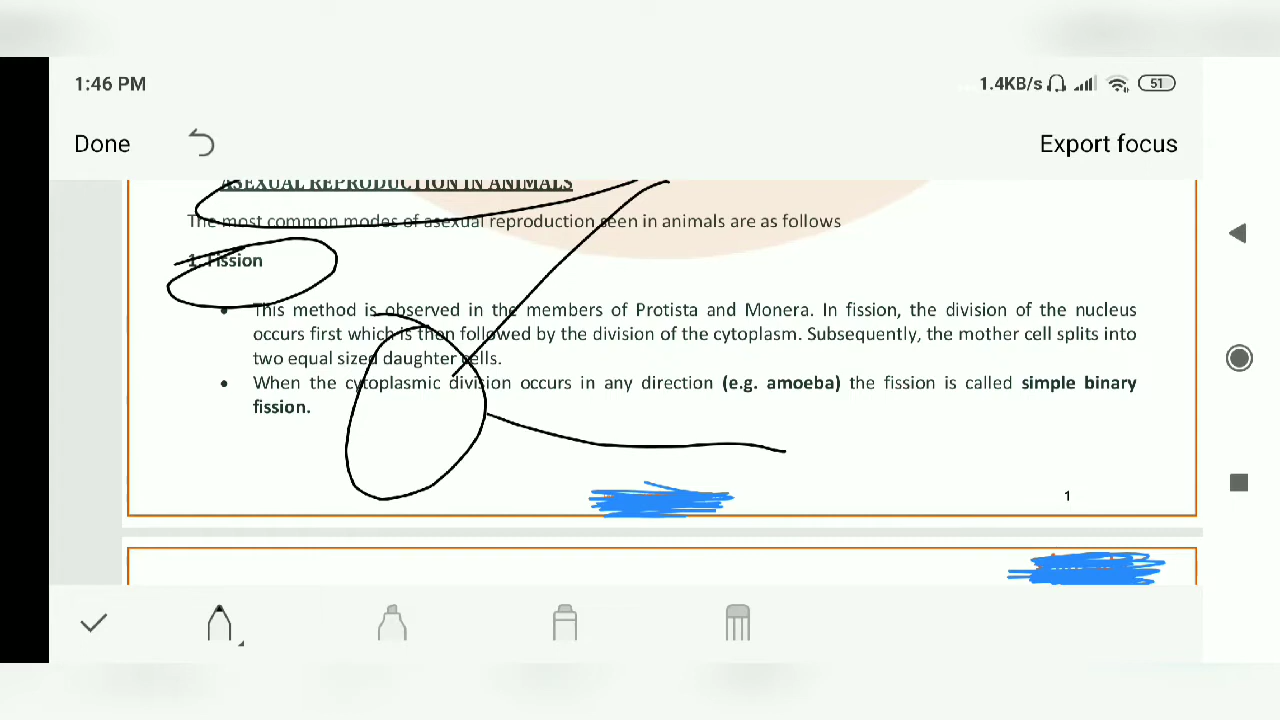 1:46 PM
1.4KB/s
51
Done
Export focus
ASEXUAL REPRODUCTION IN ANIMALS
The most common modes of asexual reproduction seen in animals are as follows
1. Fission
• This method is observed in the members of Protista and Monera. In fission, the division of the nucleus
occurs first which is then followed by the division of the cytoplasm. Subsequently, the mother cell splits into
two equal sized daughter cells.
• When the cytoplasmic division occurs in any direction (e.g. amoeba) the fission is called simple binary
fission.
1